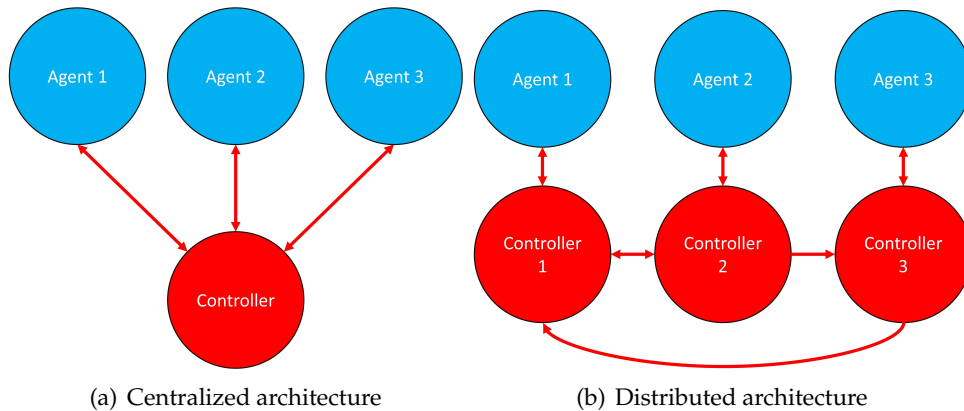 Agent 1
Agent 2
Agent 3
Controller
(a) Centralized architecture
Agent 1
Agent 2
Agent 3
Controller
1
Controller
2
Controller
3
(b) Distributed architecture